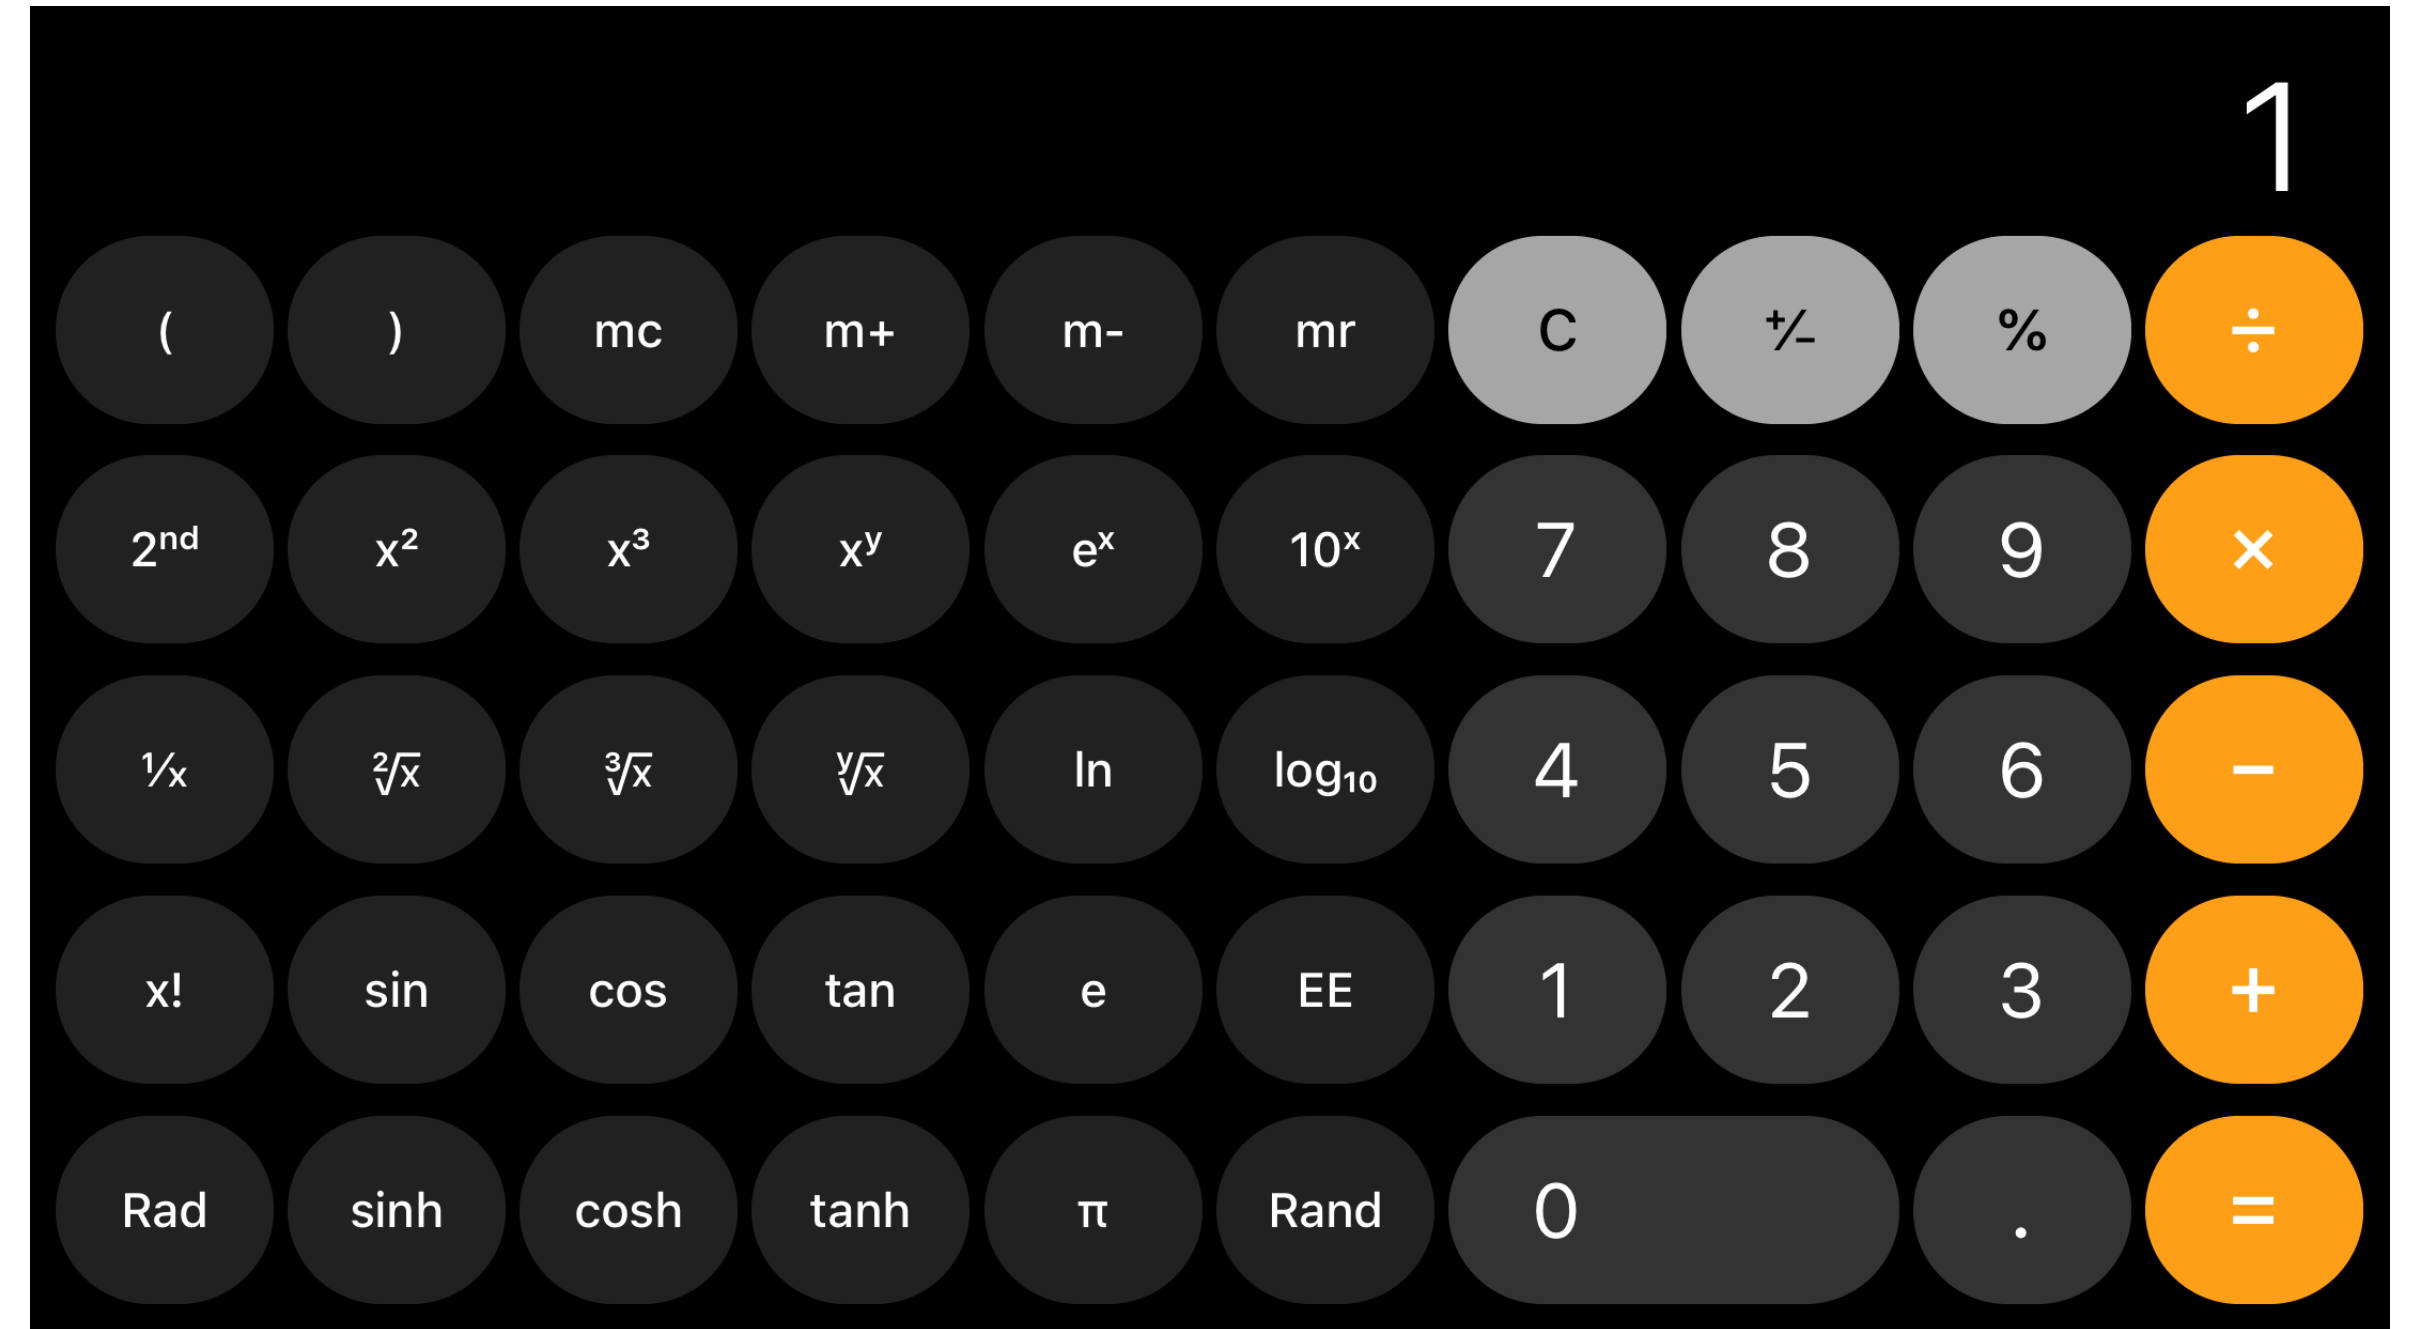 1
( ) mc m+ m- mr C ⁺∕₋ % ÷
2ⁿᵈ x² x³ xʸ eˣ 10ˣ 7 8 9 ×
¹∕ₓ ²√x ³√x ʸ√x ln log₁₀ 4 5 6 −
x! sin cos tan e EE 1 2 3 +
Rad sinh cosh tanh π Rand 0 . =